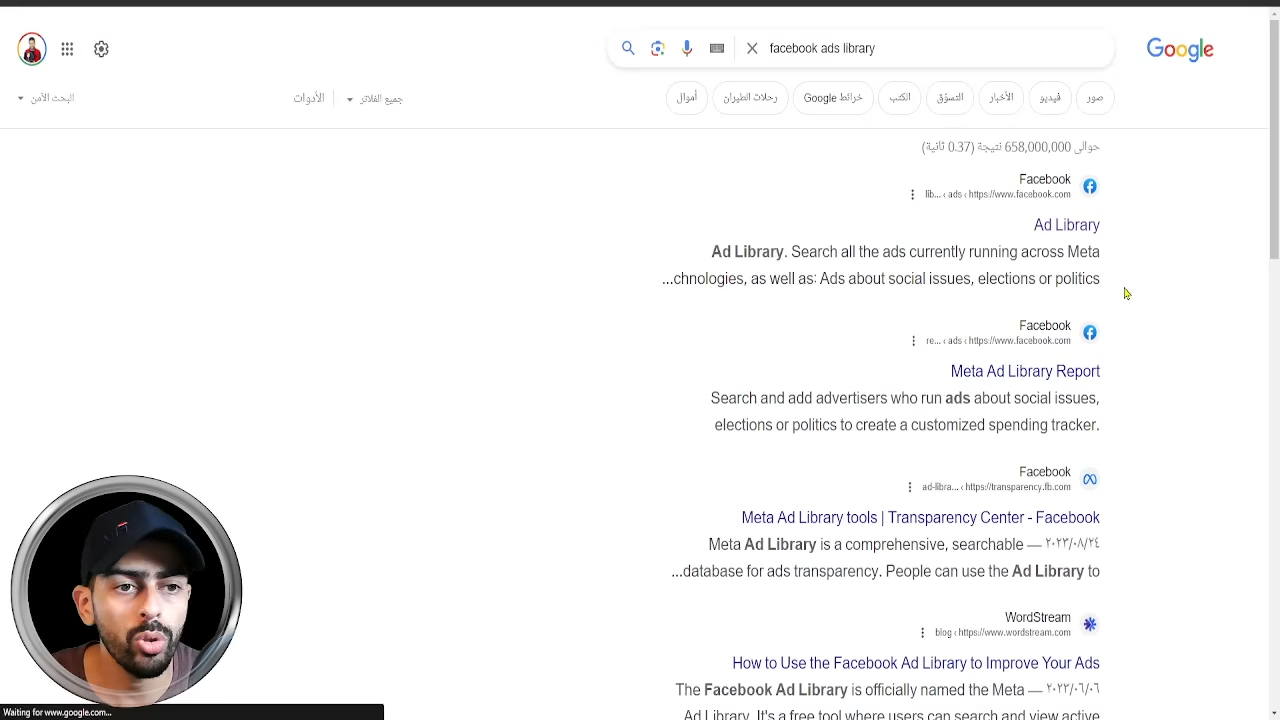 facebook ads library
Google
صور
فيديو
الأخبار
التسوّق
الكتب
خرائط Google
رحلات الطيران
أموال
جميع الفلاتر
الأدوات
البحث الآمن
حوالى 658,000,000 نتيجة (0.37 ثانية)
Facebook
lib... ‹ ads ‹ https://www.facebook.com
Ad Library
Ad Library. Search all the ads currently running across Meta
...chnologies, as well as: Ads about social issues, elections or politics
Facebook
re... ‹ ads ‹ https://www.facebook.com
Meta Ad Library Report
Search and add advertisers who run ads about social issues,
elections or politics to create a customized spending tracker.
Facebook
ad-libra... ‹ https://transparency.fb.com
Meta Ad Library tools | Transparency Center - Facebook
Meta Ad Library is a comprehensive, searchable — ٢٠٢٣/٠٨/٢٤
...database for ads transparency. People can use the Ad Library to
WordStream
blog ‹ https://www.wordstream.com
How to Use the Facebook Ad Library to Improve Your Ads
The Facebook Ad Library is officially named the Meta — ٢٠٢٣/٠٦/٠٦
Ad Library. It's a free tool where users can search and view active
Waiting for www.google.com...